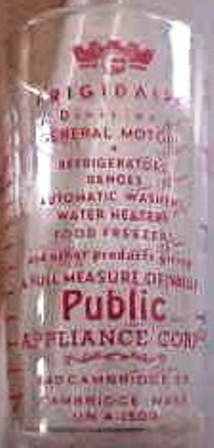 FRIGIDAIRE
GENERAL MOTORS
REFRIGERATORS
RANGES
AUTOMATIC WASHERS
WATER HEATERS
FOOD FREEZERS
and other products
A FULL MEASURE OF
Public
APPLIANCE CORP
CAMBRIDGE ST.
CAMBRIDGE, MASS.